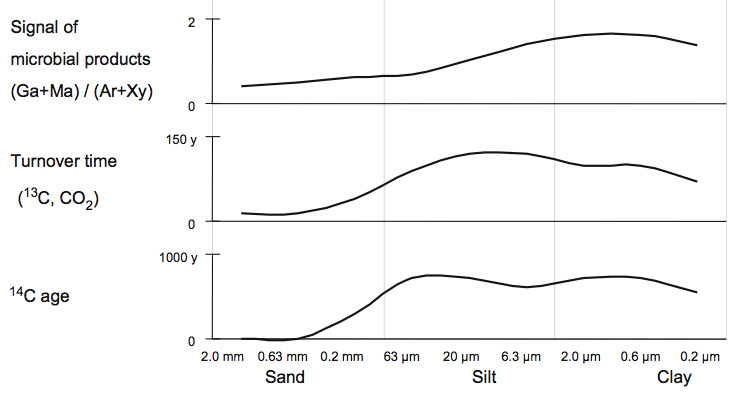 Signal of
microbial products
(Ga+Ma) / (Ar+Xy)
2
0
Turnover time
(¹³C, CO₂)
150 y
0
¹⁴C age
1000 y
0
2.0 mm 0.63 mm 0.2 mm 63 µm 20 µm 6.3 µm 2.0 µm 0.6 µm 0.2 µm
Sand Silt Clay